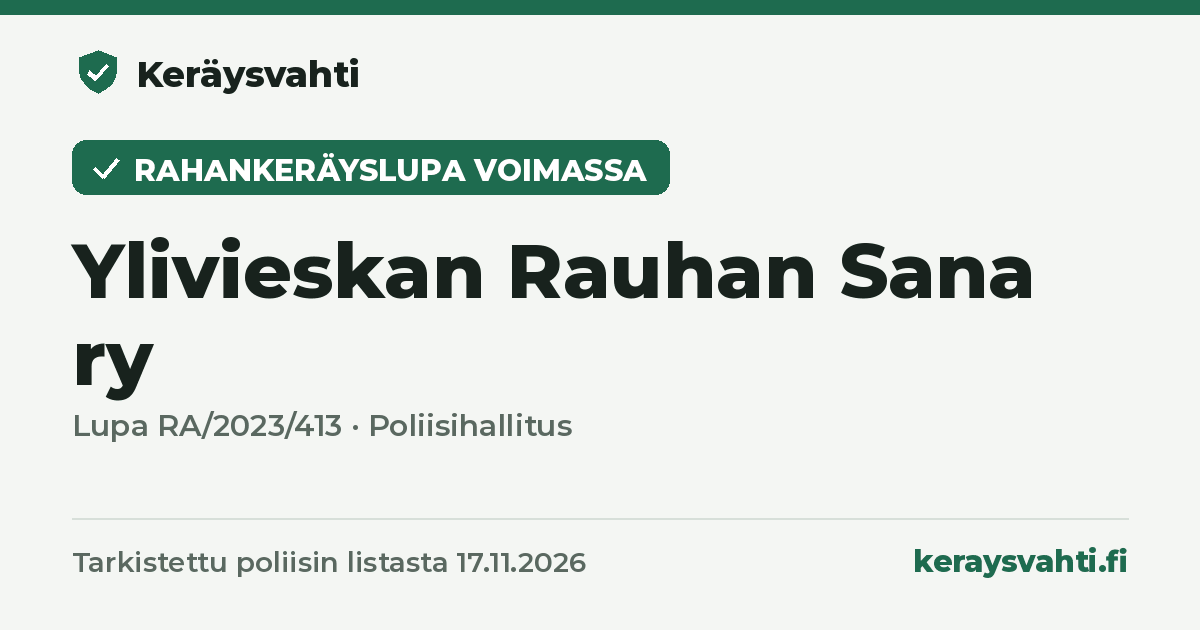 Keräysvahti
RAHANKERÄYSLUPA VOIMASSA
Ylivieskan Rauhan Sana
ry
Lupa RA/2023/413 · Poliisihallitus
Tarkistettu poliisin listasta 17.11.2026
keraysvahti.fi